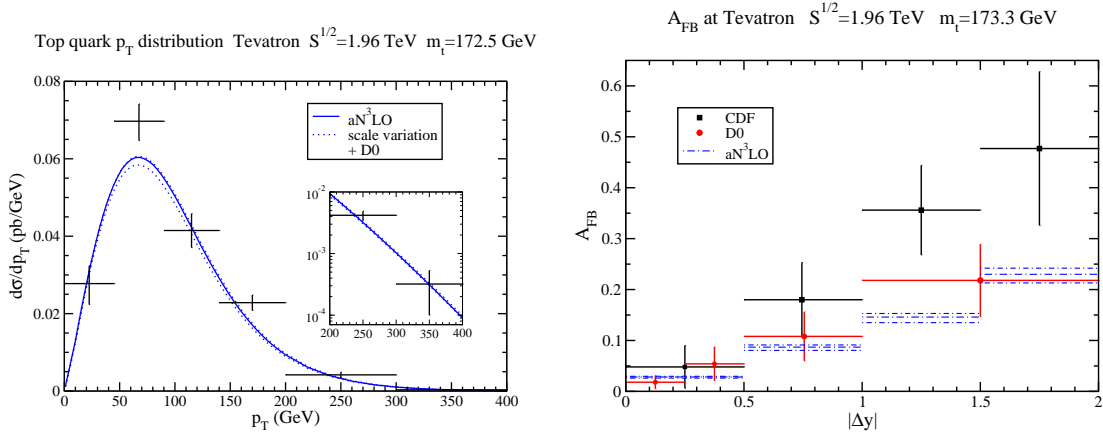 Top quark p_T distribution Tevatron S^1/2=1.96 TeV m_t=172.5 GeV
0.08
0.06
0.04
0.02
0
dσ/dp_T (pb/GeV)
aN^3LO
scale variation
+ D0
10^-2
10^-3
10^-4
200 250 300 350 400
0 50 100 150 200 250 300 350 400
p_T (GeV)
A_FB at Tevatron S^1/2=1.96 TeV m_t=173.3 GeV
0.6
0.5
0.4
0.3
0.2
0.1
0
A_FB
CDF
D0
aN^3LO
0 0.5 1 1.5 2
|Δy|